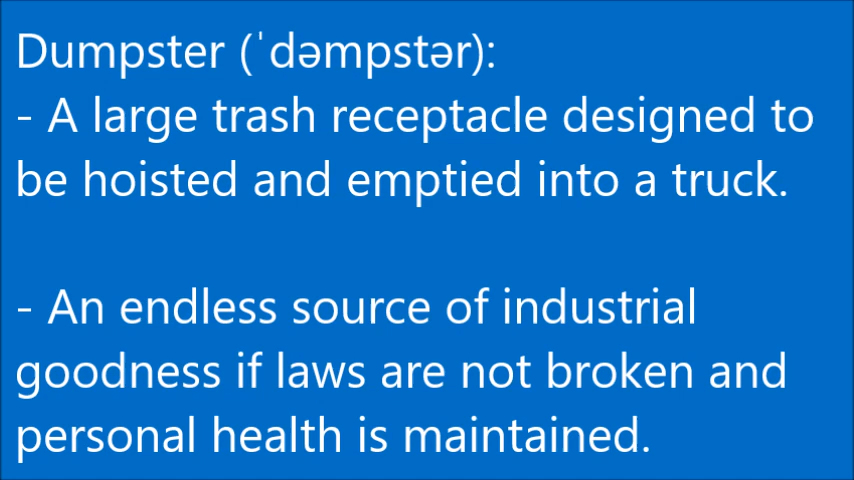 Dumpster (ˈdəmpstər):
- A large trash receptacle designed to
be hoisted and emptied into a truck.
- An endless source of industrial
goodness if laws are not broken and
personal health is maintained.